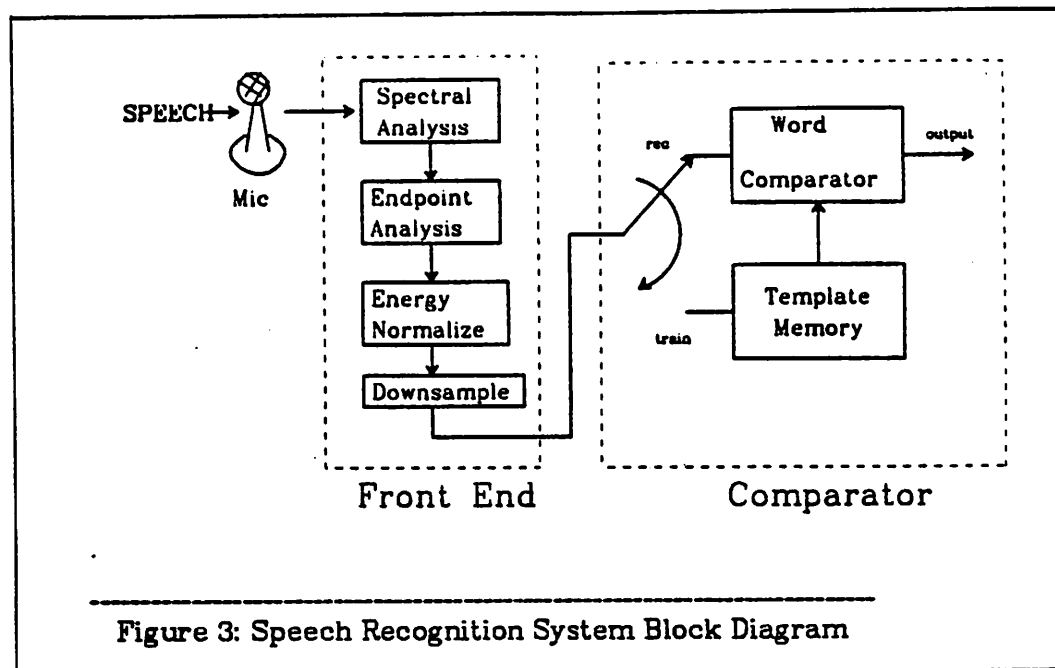 SPEECH
Mic
Spectral
Analysis
Endpoint
Analysis
Energy
Normalize
Downsample
Front End
rec
train
Word
Comparator
output
Template
Memory
Comparator
Figure 3: Speech Recognition System Block Diagram